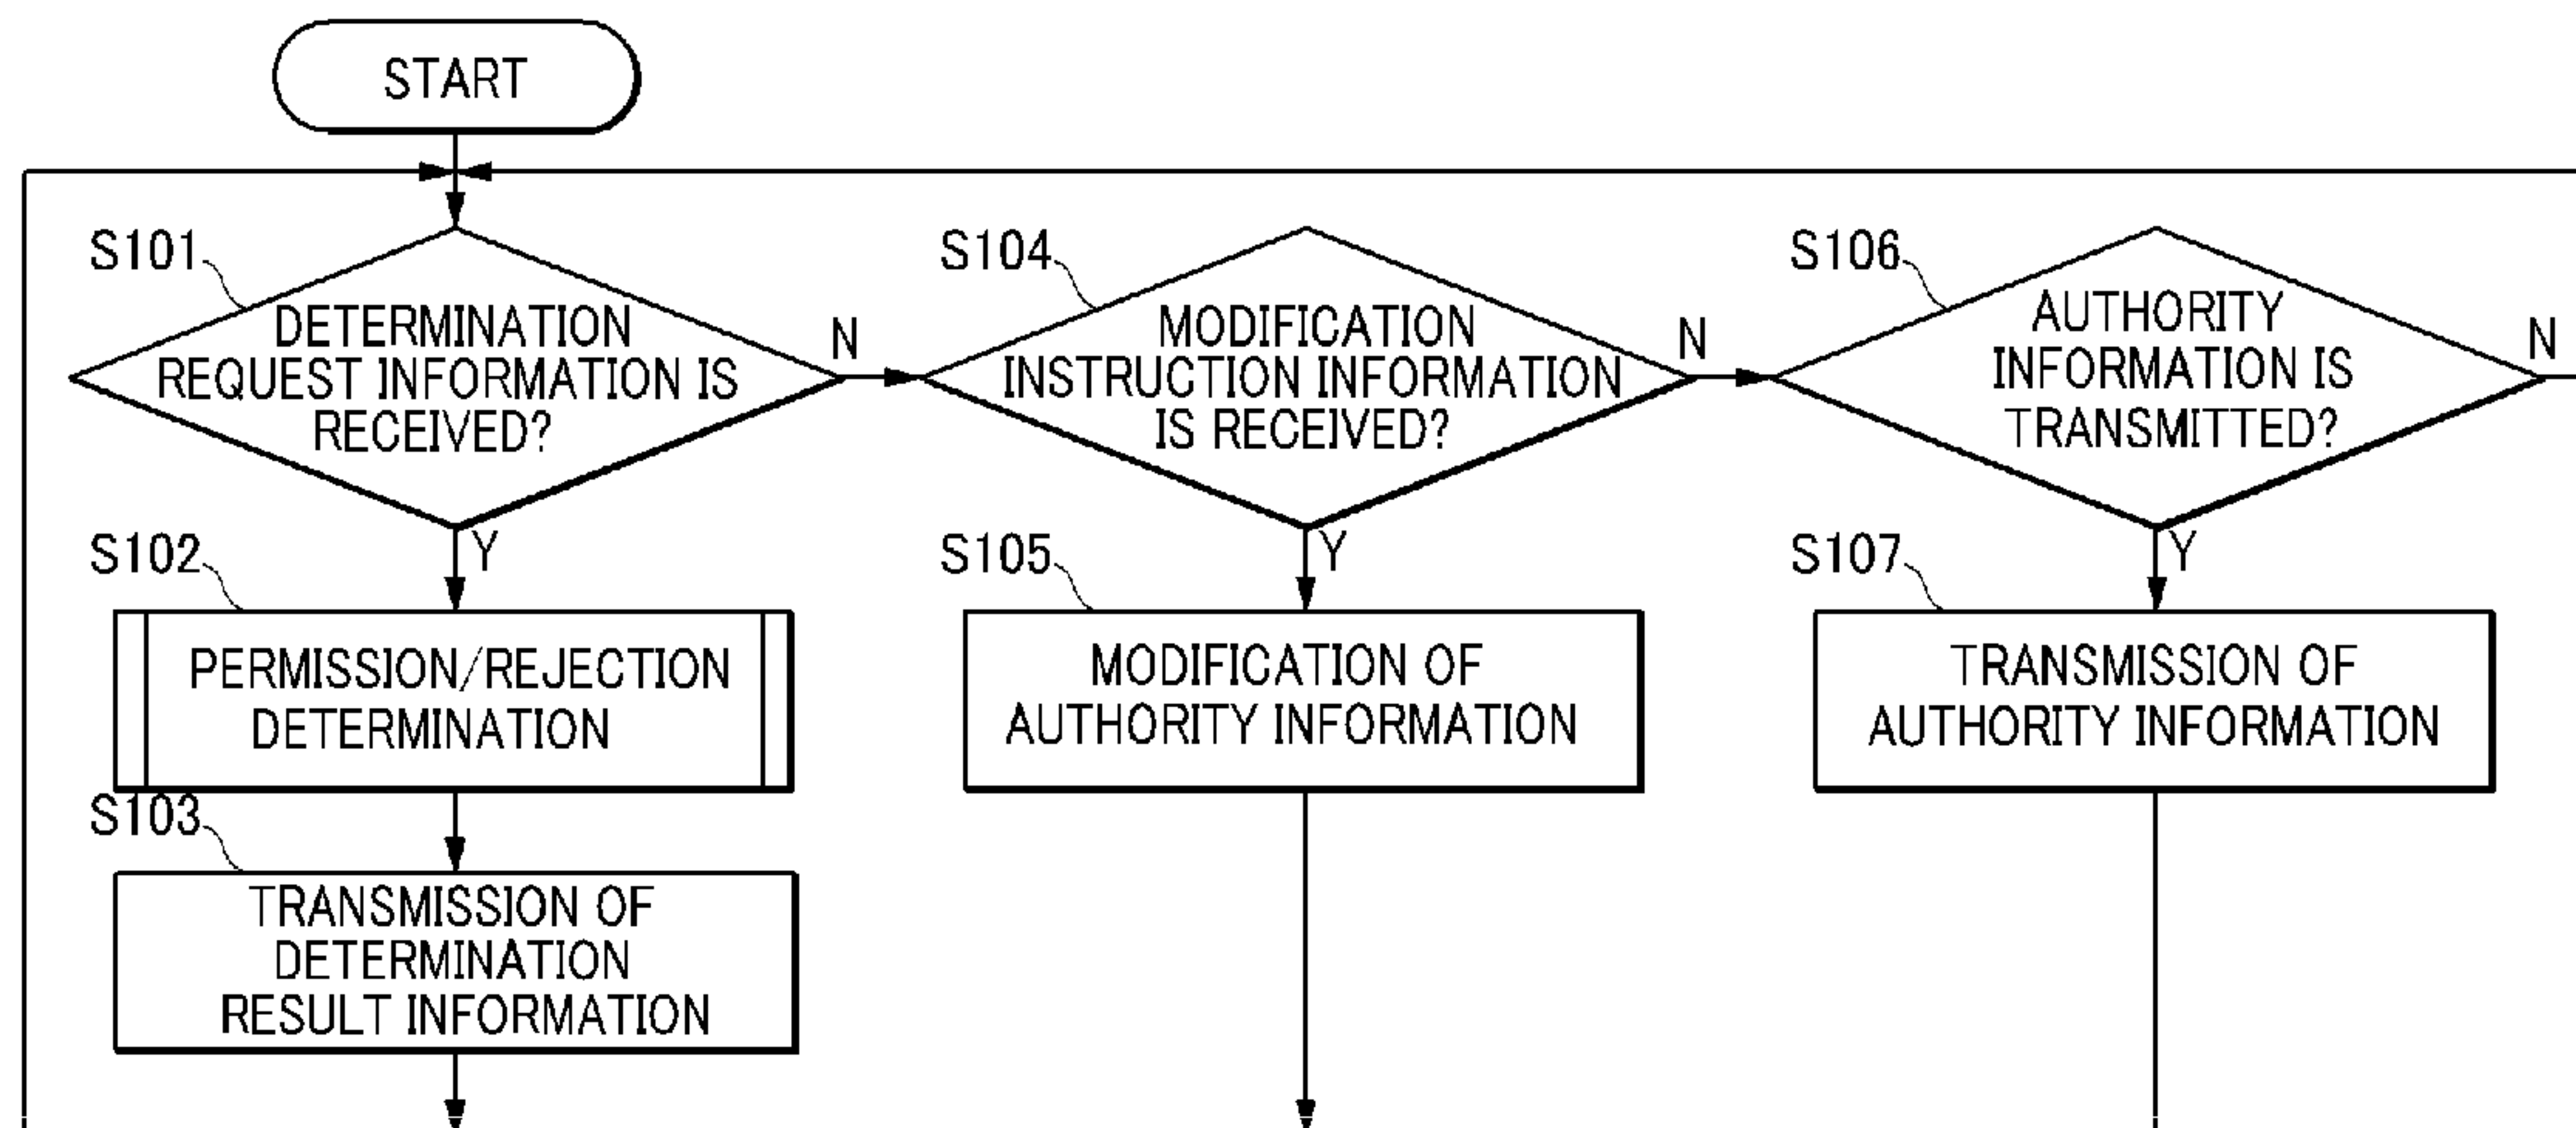 START
S101
DETERMINATION
REQUEST INFORMATION IS
RECEIVED?
N
Y
S104
MODIFICATION
INSTRUCTION INFORMATION
IS RECEIVED?
N
Y
S106
AUTHORITY
INFORMATION IS
TRANSMITTED?
N
Y
S102
PERMISSION/REJECTION
DETERMINATION
S105
MODIFICATION OF
AUTHORITY INFORMATION
S107
TRANSMISSION OF
AUTHORITY INFORMATION
S103
TRANSMISSION OF
DETERMINATION
RESULT INFORMATION